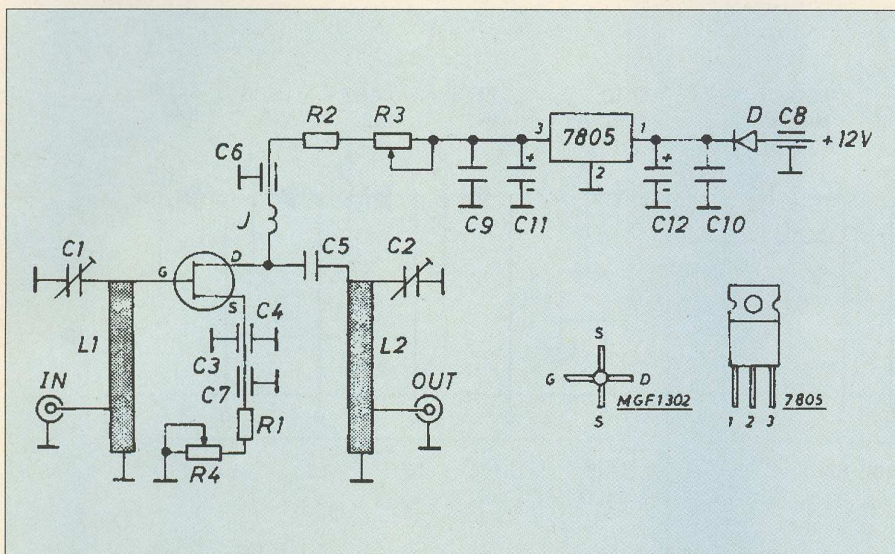 R2 R3 3 7805 1 D C8
+12V
C6 2
+ - + -
J C9 C11 C12 C10
C1 D C5 C2
G
S C4
L1 C3 L2
IN C7 OUT
R1
R4
S
G D
MGF1302
S
7805
1 2 3